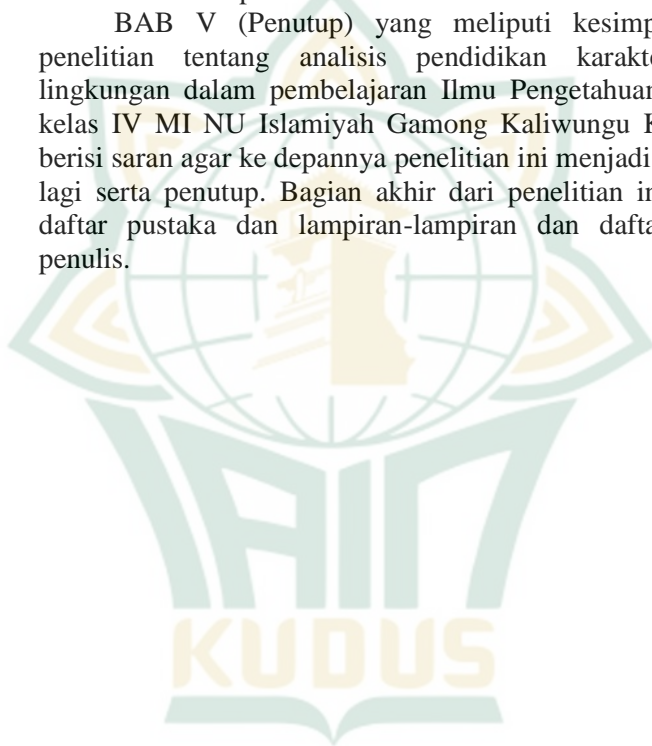 BAB V (Penutup) yang meliputi kesimp
penelitian tentang analisis pendidikan karakt
lingkungan dalam pembelajaran Ilmu Pengetahuan
kelas IV MI NU Islamiyah Gamong Kaliwungu K
berisi saran agar ke depannya penelitian ini menjadi
lagi serta penutup. Bagian akhir dari penelitian in
daftar pustaka dan lampiran-lampiran dan dafta
penulis.
IAIN
KUDUS